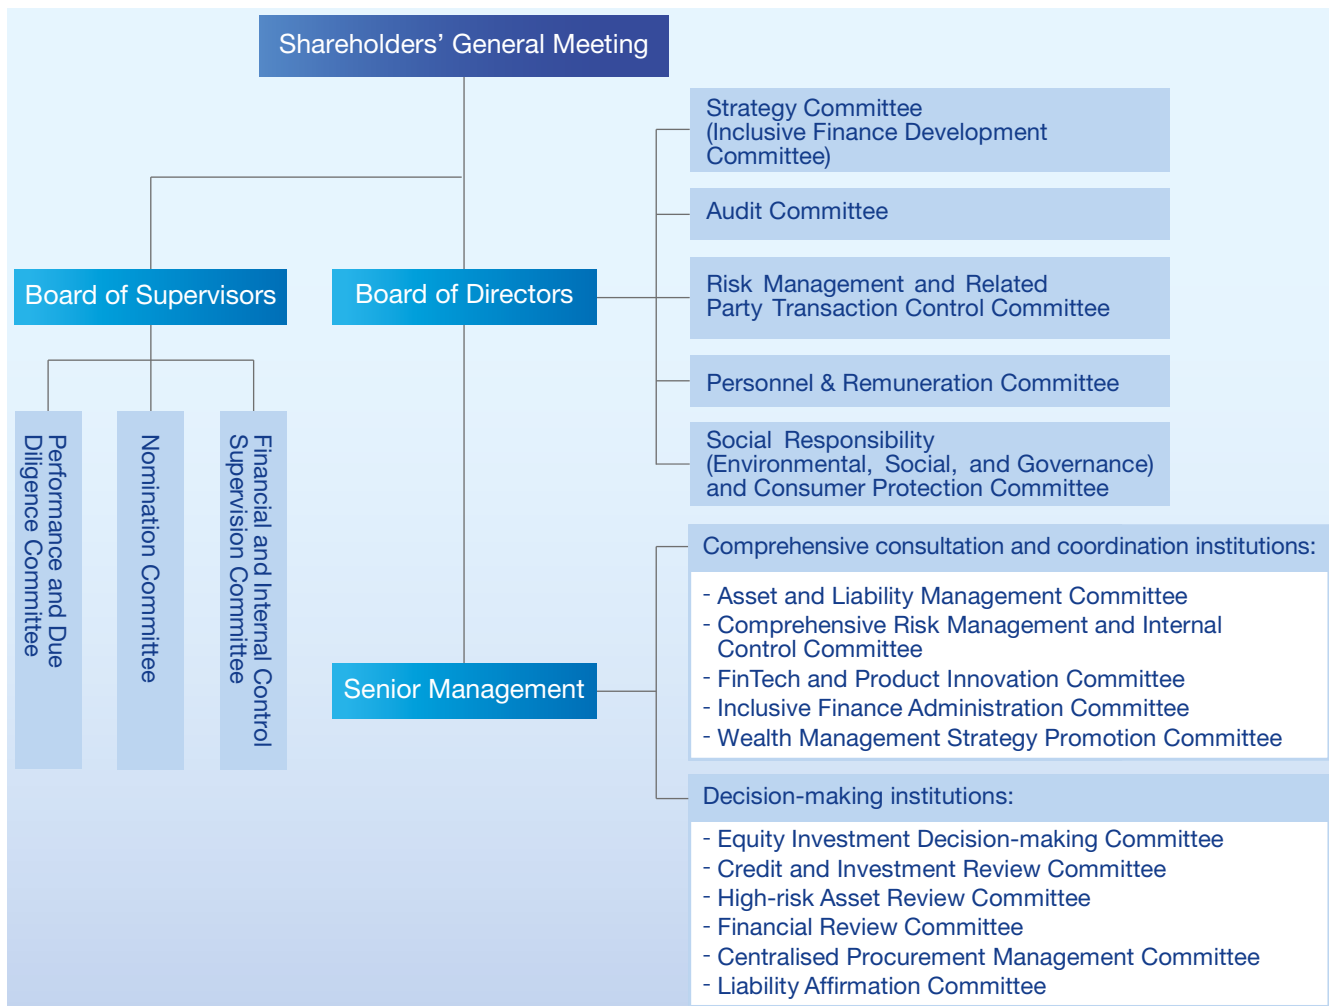 Shareholders’ General Meeting
Strategy Committee
(Inclusive Finance Development
Committee)
Audit Committee
Board of Supervisors
Board of Directors
Risk Management and Related
Party Transaction Control Committee
Personnel & Remuneration Committee
Social Responsibility
(Environmental, Social, and Governance)
and Consumer Protection Committee
Performance and Due
Diligence Committee
Nomination Committee
Financial and Internal Control
Supervision Committee
Senior Management
Comprehensive consultation and coordination institutions:
- Asset and Liability Management Committee
- Comprehensive Risk Management and Internal
Control Committee
- FinTech and Product Innovation Committee
- Inclusive Finance Administration Committee
- Wealth Management Strategy Promotion Committee
Decision-making institutions:
- Equity Investment Decision-making Committee
- Credit and Investment Review Committee
- High-risk Asset Review Committee
- Financial Review Committee
- Centralised Procurement Management Committee
- Liability Affirmation Committee